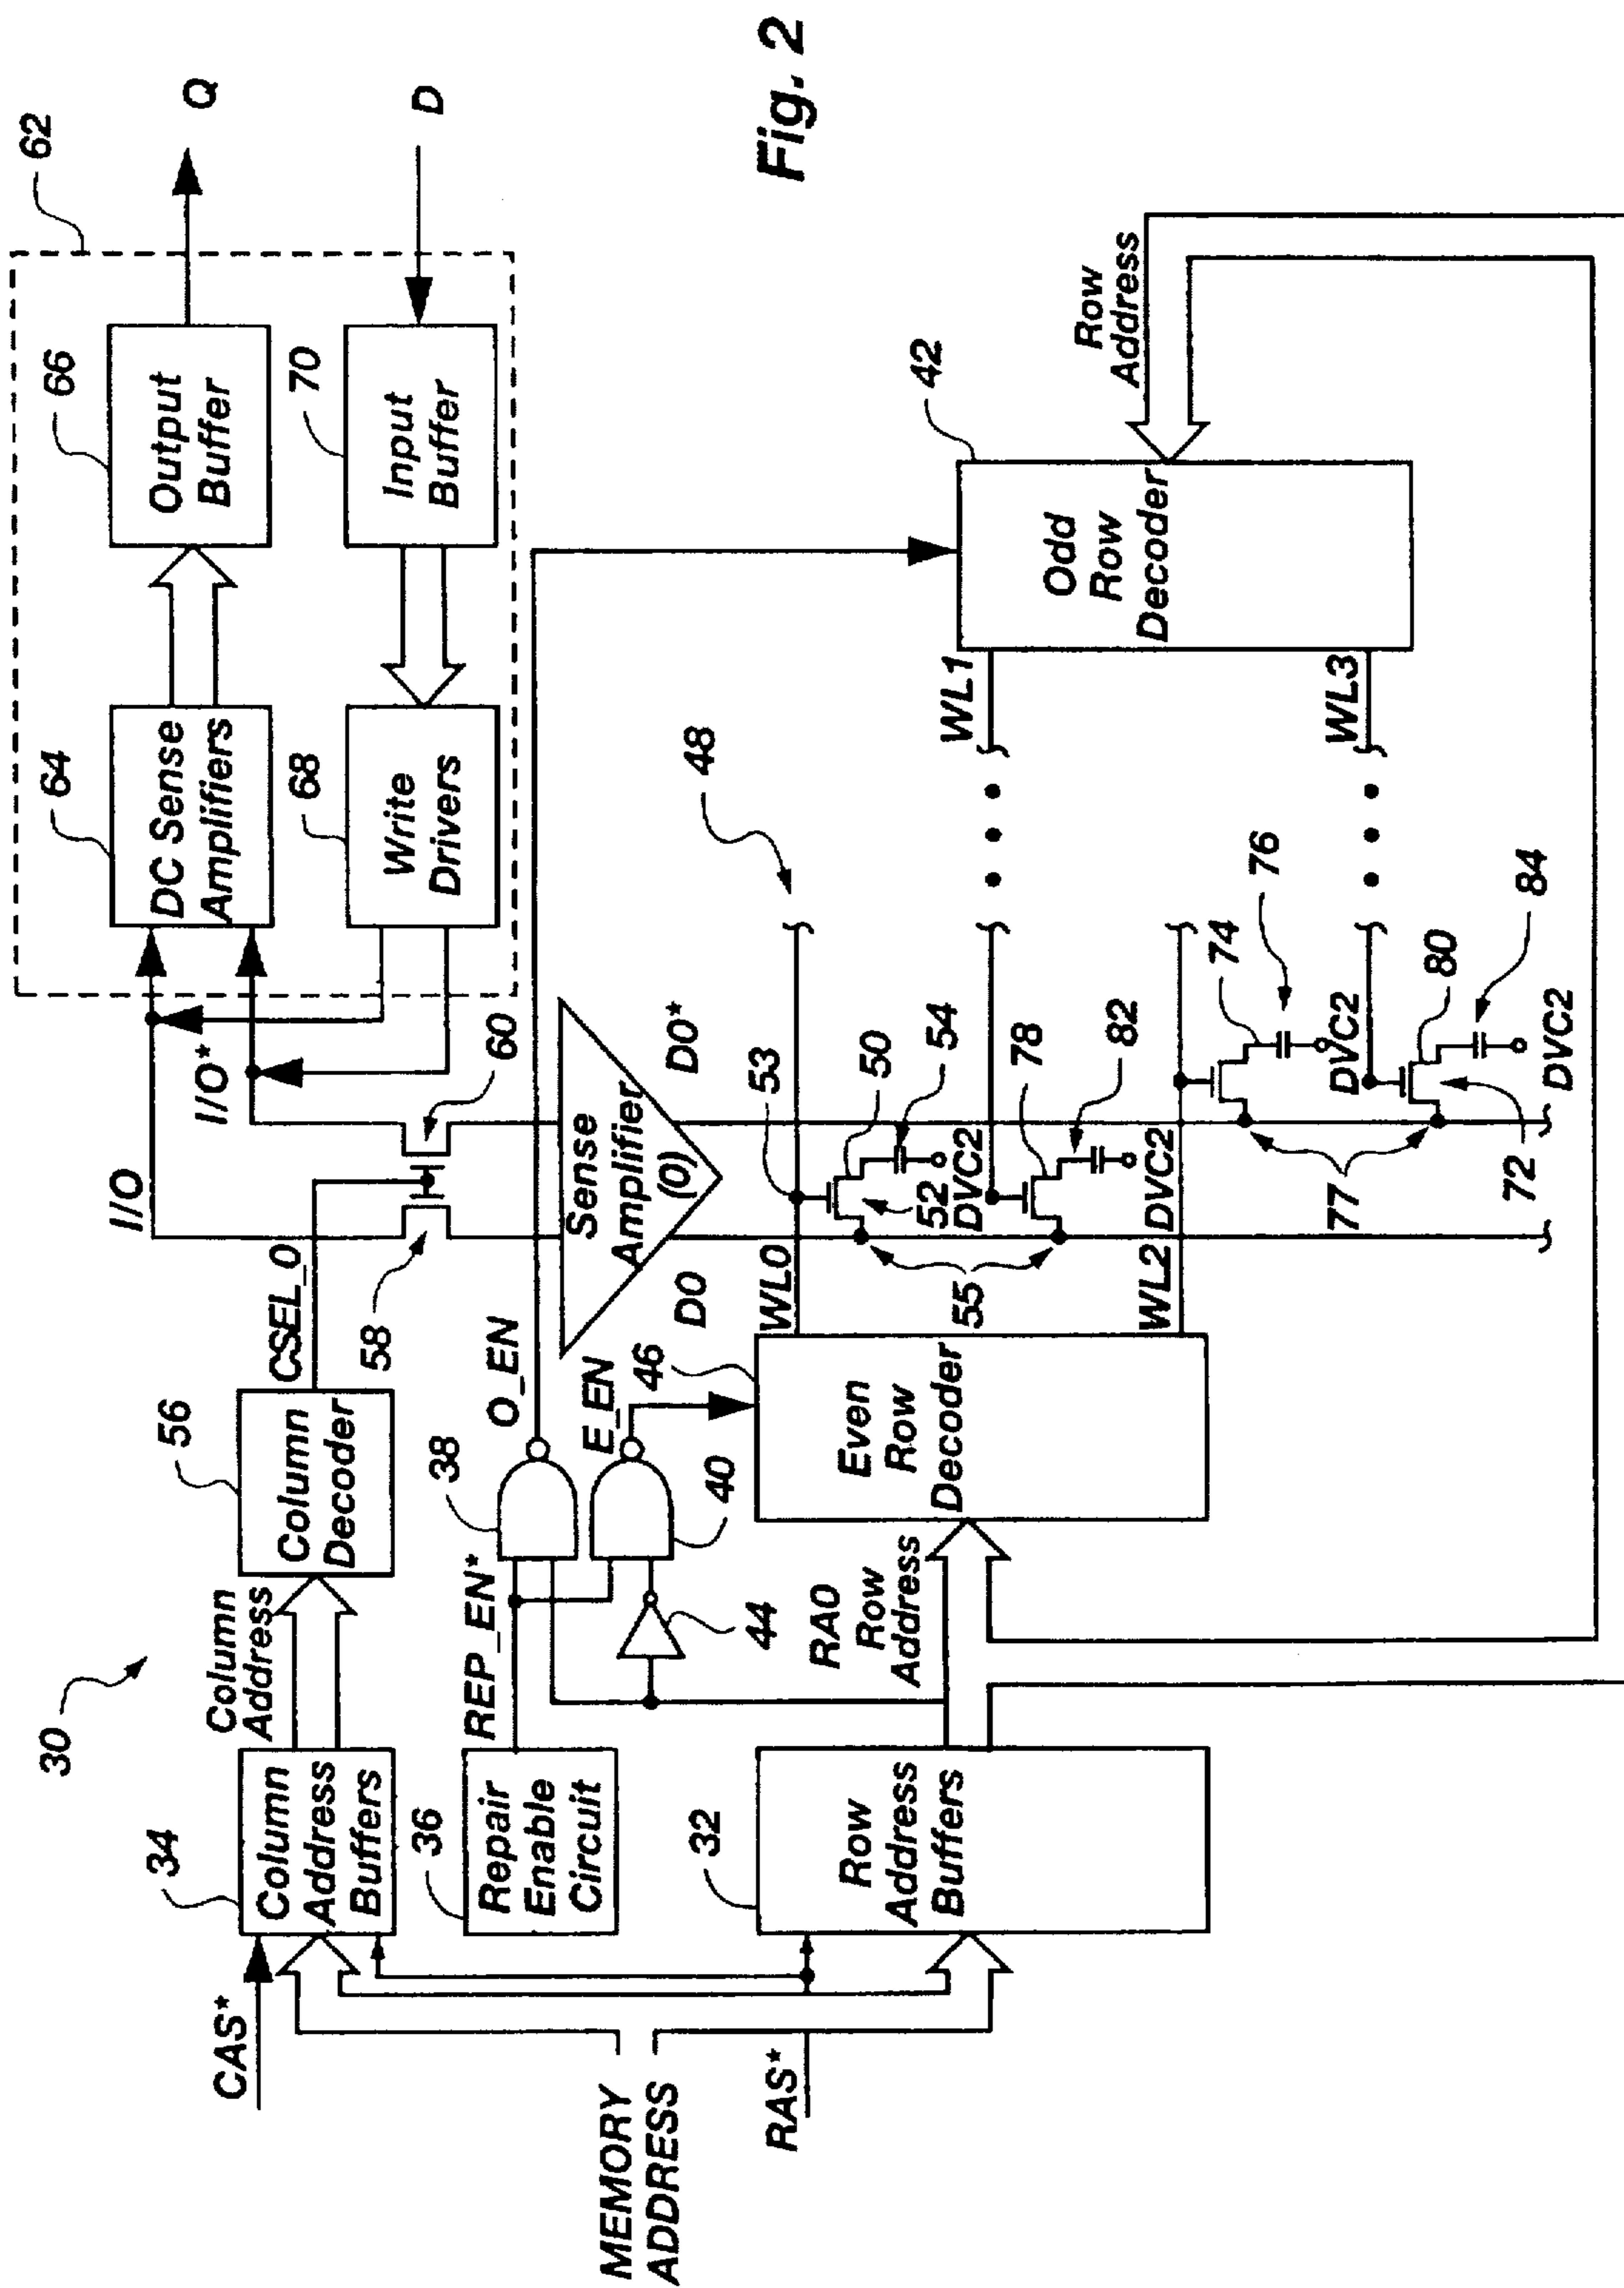 Fig. 2
30
62
Q
D
CAS*
MEMORY
ADDRESS
RAS*
34
Column
Address
Buffers
Column
Address
56
Column
Decoder
CSEL_0
58
60
I/O
I/O*
64
DC Sense
Amplifiers
66
Output
Buffer
68
Write
Drivers
70
Input
Buffer
36
Repair
Enable
Circuit
REP_EN*
38
O_EN
E_EN
40
44
32
Row
Address
Buffers
RA0
Row
Address
46
Even
Row
Decoder
Sense
Amplifier
(0)
D0
D0*
48
WL0
53
50
52
54
DVC2
55
78
82
DVC2
WL2
74
76
DVC2
77
72
80
84
DVC2
WL1
WL3
42
Odd
Row
Decoder
Row
Address